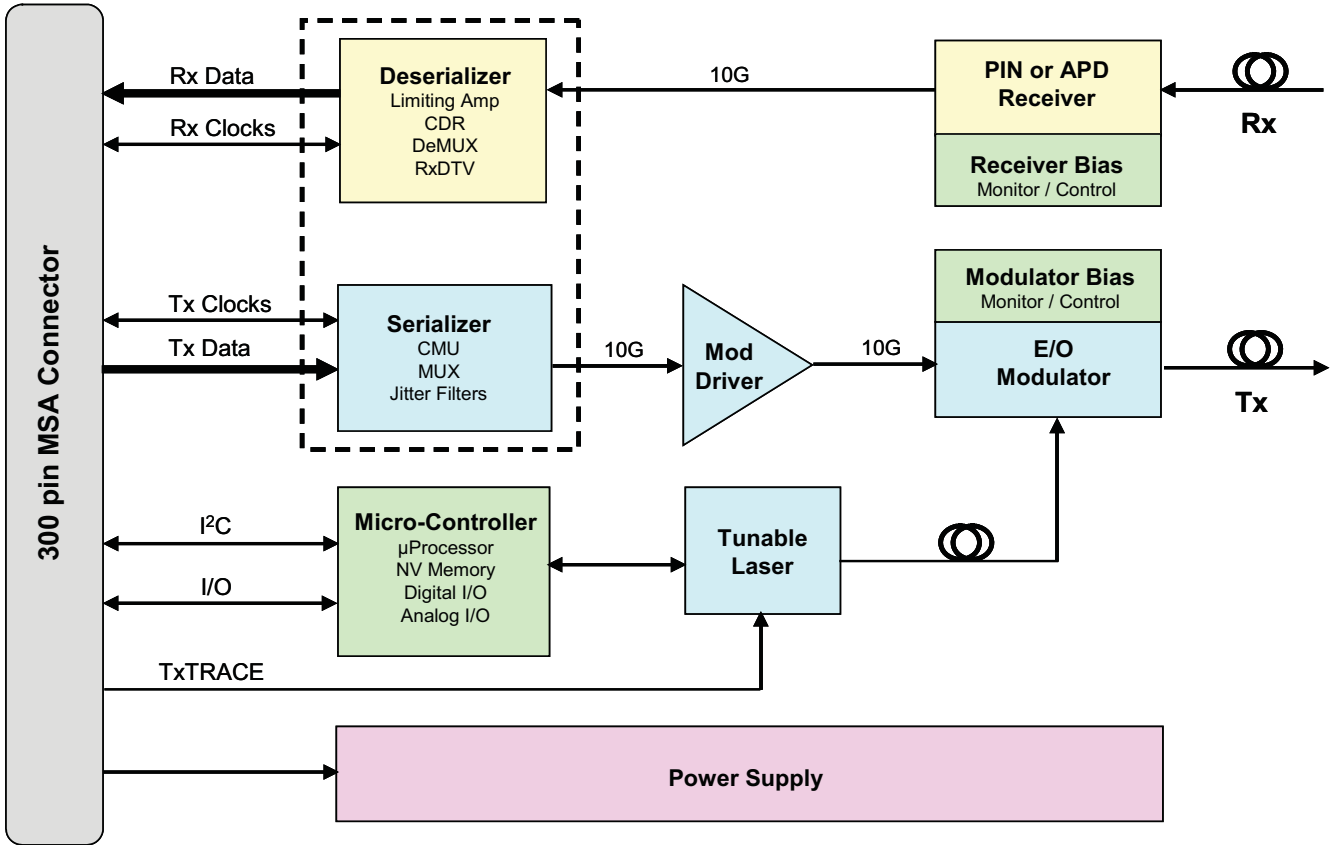 300 pin MSA Connector
Rx Data
Rx Clocks
Deserializer
Limiting Amp
CDR
DeMUX
RxDTV
10G
PIN or APD
Receiver
Receiver Bias
Monitor / Control
Rx
Tx Clocks
Tx Data
Serializer
CMU
MUX
Jitter Filters
10G
Mod
Driver
10G
Modulator Bias
Monitor / Control
E/O
Modulator
Tx
I²C
I/O
Micro-Controller
µProcessor
NV Memory
Digital I/O
Analog I/O
Tunable
Laser
TxTRACE
Power Supply